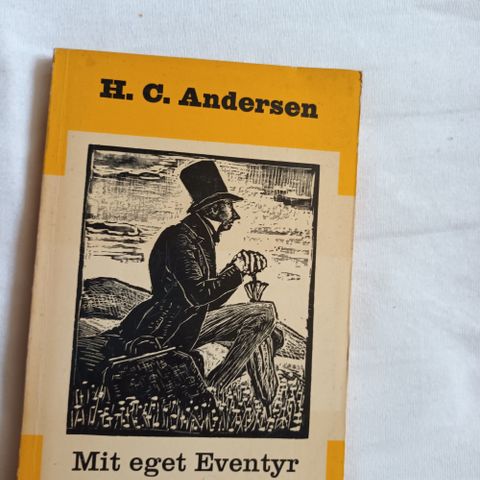 H. C. Andersen
Mit eget Eventyr